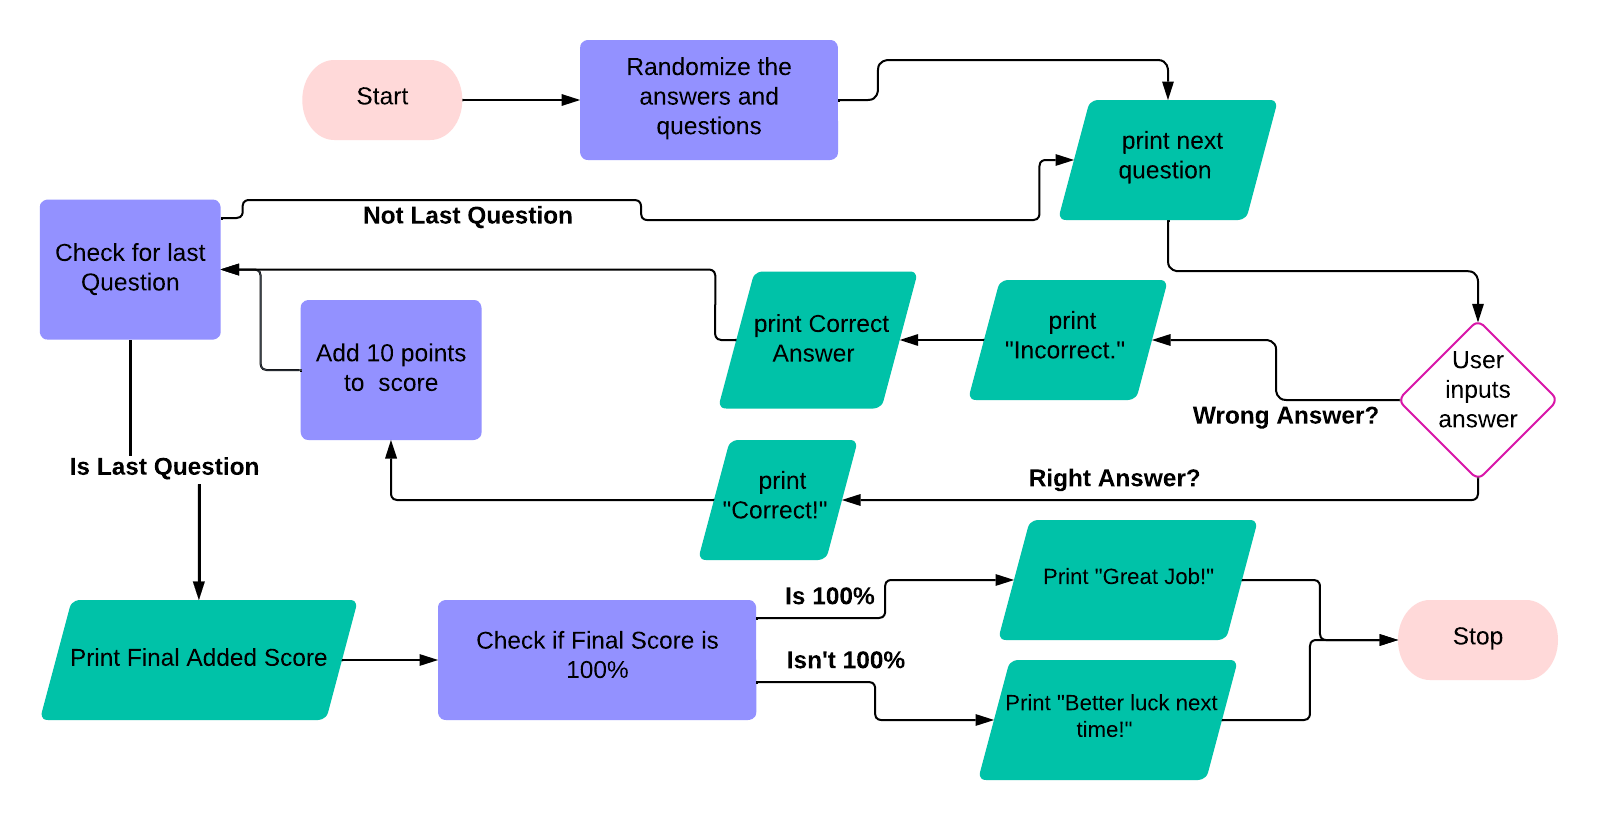 Start
Randomize the
answers and
questions
print next
question
Not Last Question
Check for last
Question
print Correct
Answer
print
"Incorrect."
User
inputs
answer
Add 10 points
to score
Wrong Answer?
Is Last Question
print
"Correct!"
Right Answer?
Print Final Added Score
Check if Final Score is
100%
Is 100%
Isn't 100%
Print "Great Job!"
Print "Better luck next
time!"
Stop